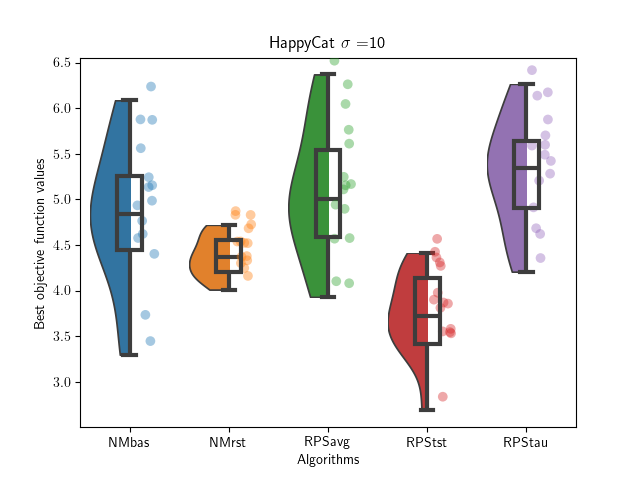 HappyCat σ =10
6.5
6.0
5.5
5.0
4.5
4.0
3.5
3.0
Best objective function values
NMbas NMrst RPSavg RPStst RPStau
Algorithms